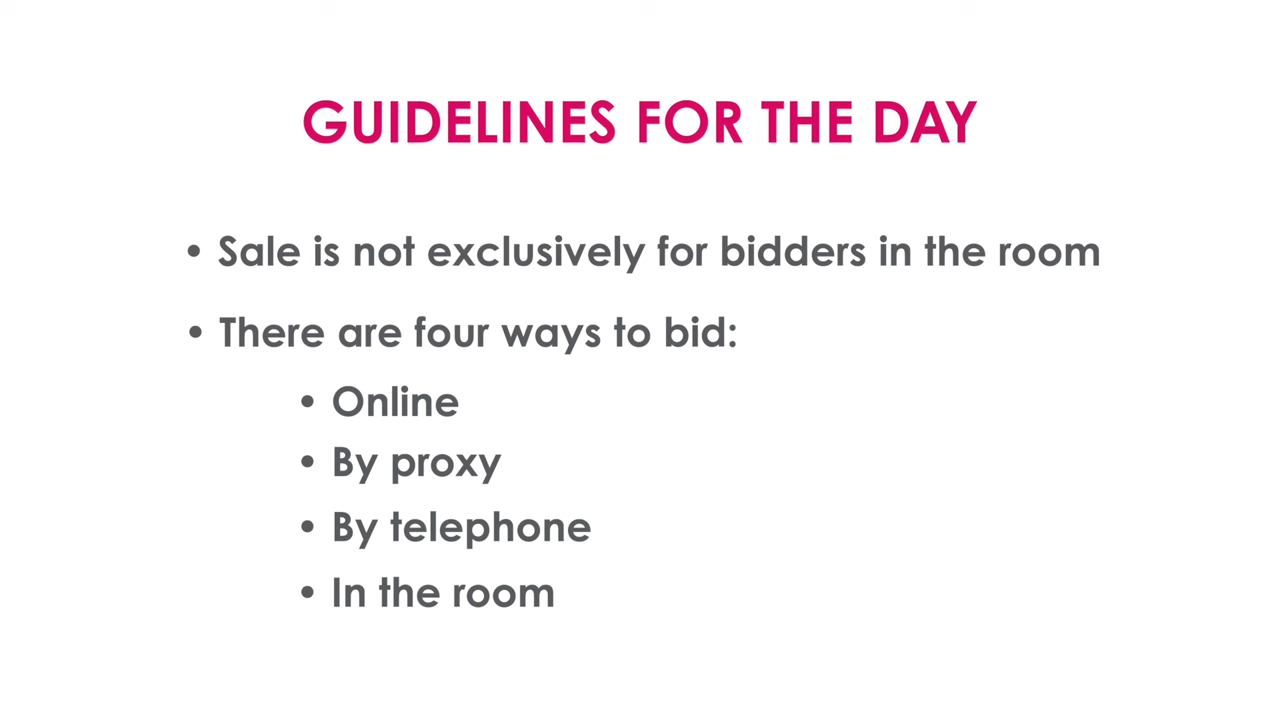 GUIDELINES FOR THE DAY
• Sale is not exclusively for bidders in the room
• There are four ways to bid:
• Online
• By proxy
• By telephone
• In the room